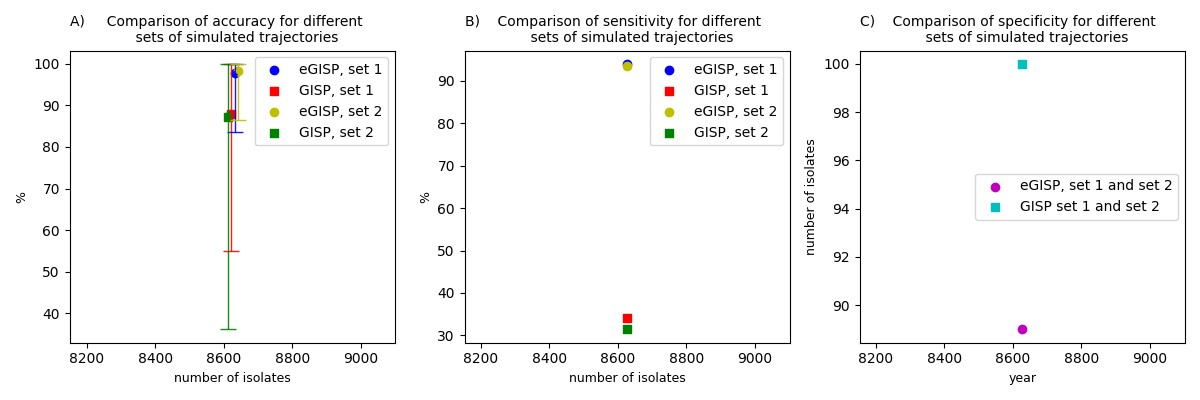 A) Comparison of accuracy for different
sets of simulated trajectories
100
90
80
70
60
50
40
%
8200 8400 8600 8800 9000
number of isolates
eGISP, set 1
GISP, set 1
eGISP, set 2
GISP, set 2
B) Comparison of sensitivity for different
sets of simulated trajectories
90
80
70
60
50
40
30
%
8200 8400 8600 8800 9000
number of isolates
eGISP, set 1
GISP, set 1
eGISP, set 2
GISP, set 2
C) Comparison of specificity for different
sets of simulated trajectories
100
98
96
94
92
90
number of isolates
8200 8400 8600 8800 9000
year
eGISP, set 1 and set 2
GISP set 1 and set 2